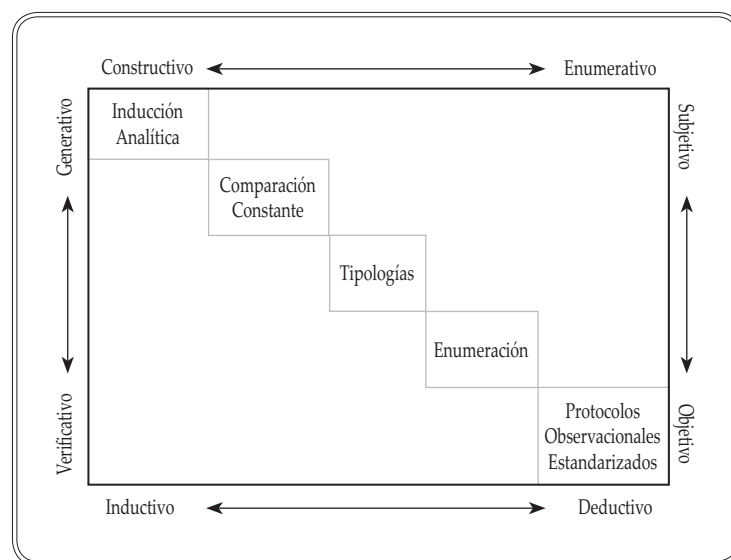 Constructivo
Enumerativo
Generativo
Inducción
Analítica
Subjetivo
Comparación
Constante
Tipologías
Enumeración
Verificativo
Protocolos
Observacionales
Estandarizados
Objetivo
Inductivo
Deductivo